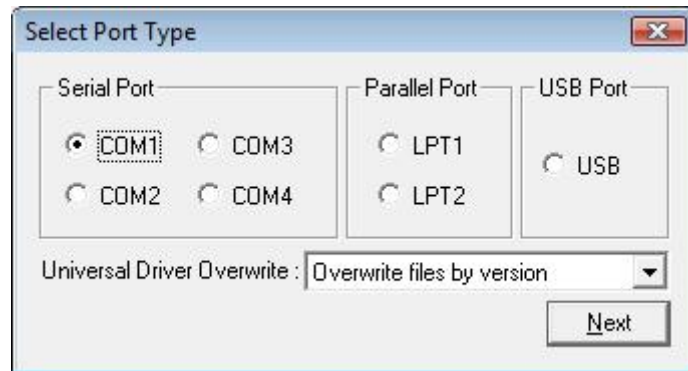 Select Port Type
Serial Port
COM1 COM3
COM2 COM4
Parallel Port
LPT1
LPT2
USB Port
USB
Universal Driver Overwrite : Overwrite files by version
Next